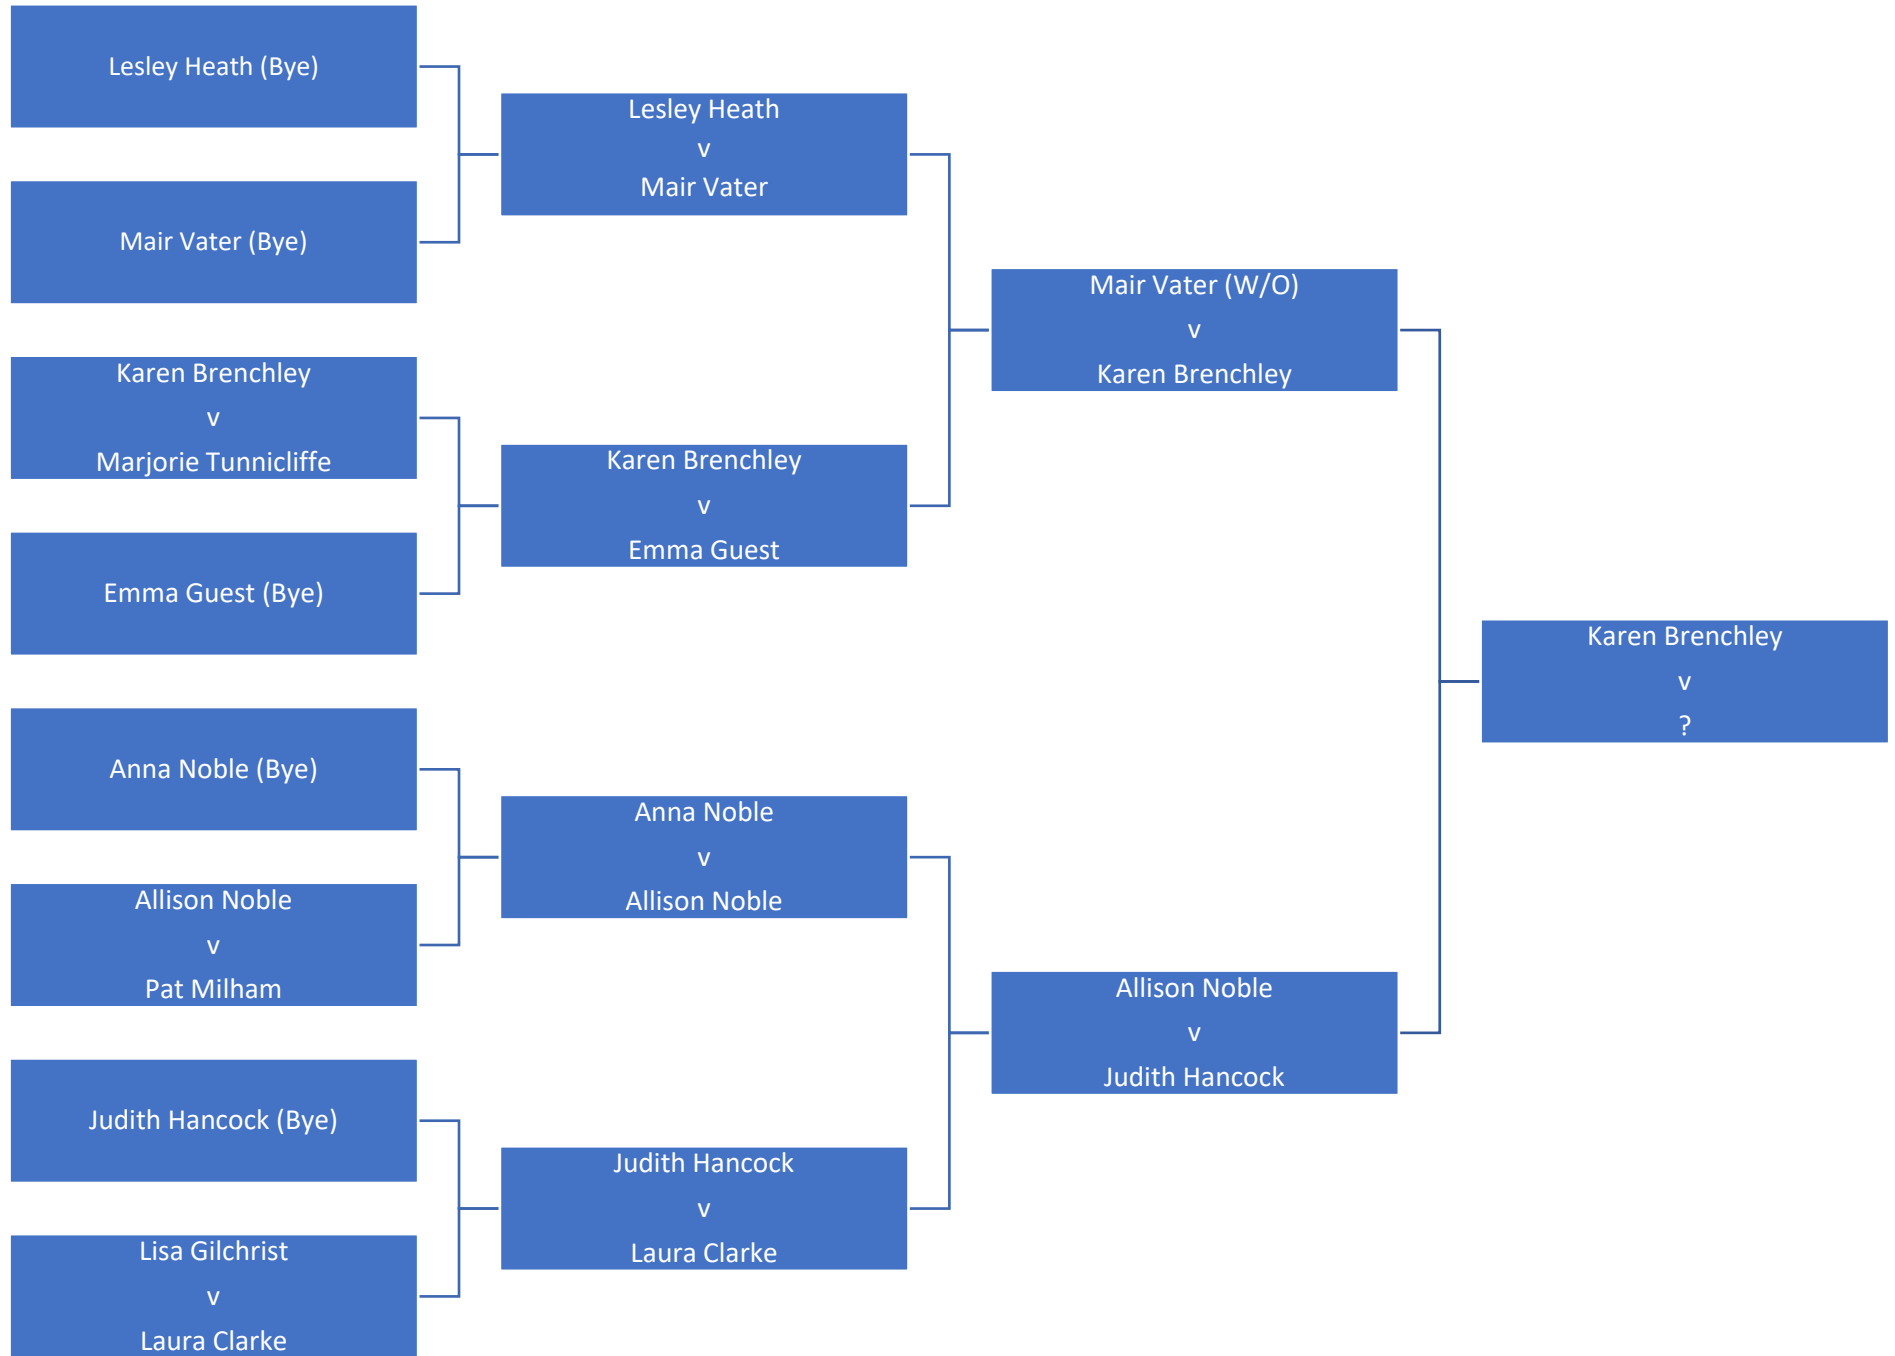 Lesley Heath (Bye)
Mair Vater (Bye)
Karen Brenchley
v
Marjorie Tunnicliffe
Emma Guest (Bye)
Anna Noble (Bye)
Allison Noble
v
Pat Milham
Judith Hancock (Bye)
Lisa Gilchrist
v
Laura Clarke
Lesley Heath
v
Mair Vater
Karen Brenchley
v
Emma Guest
Anna Noble
v
Allison Noble
Judith Hancock
v
Laura Clarke
Mair Vater (W/O)
v
Karen Brenchley
Allison Noble
v
Judith Hancock
Karen Brenchley
v
?